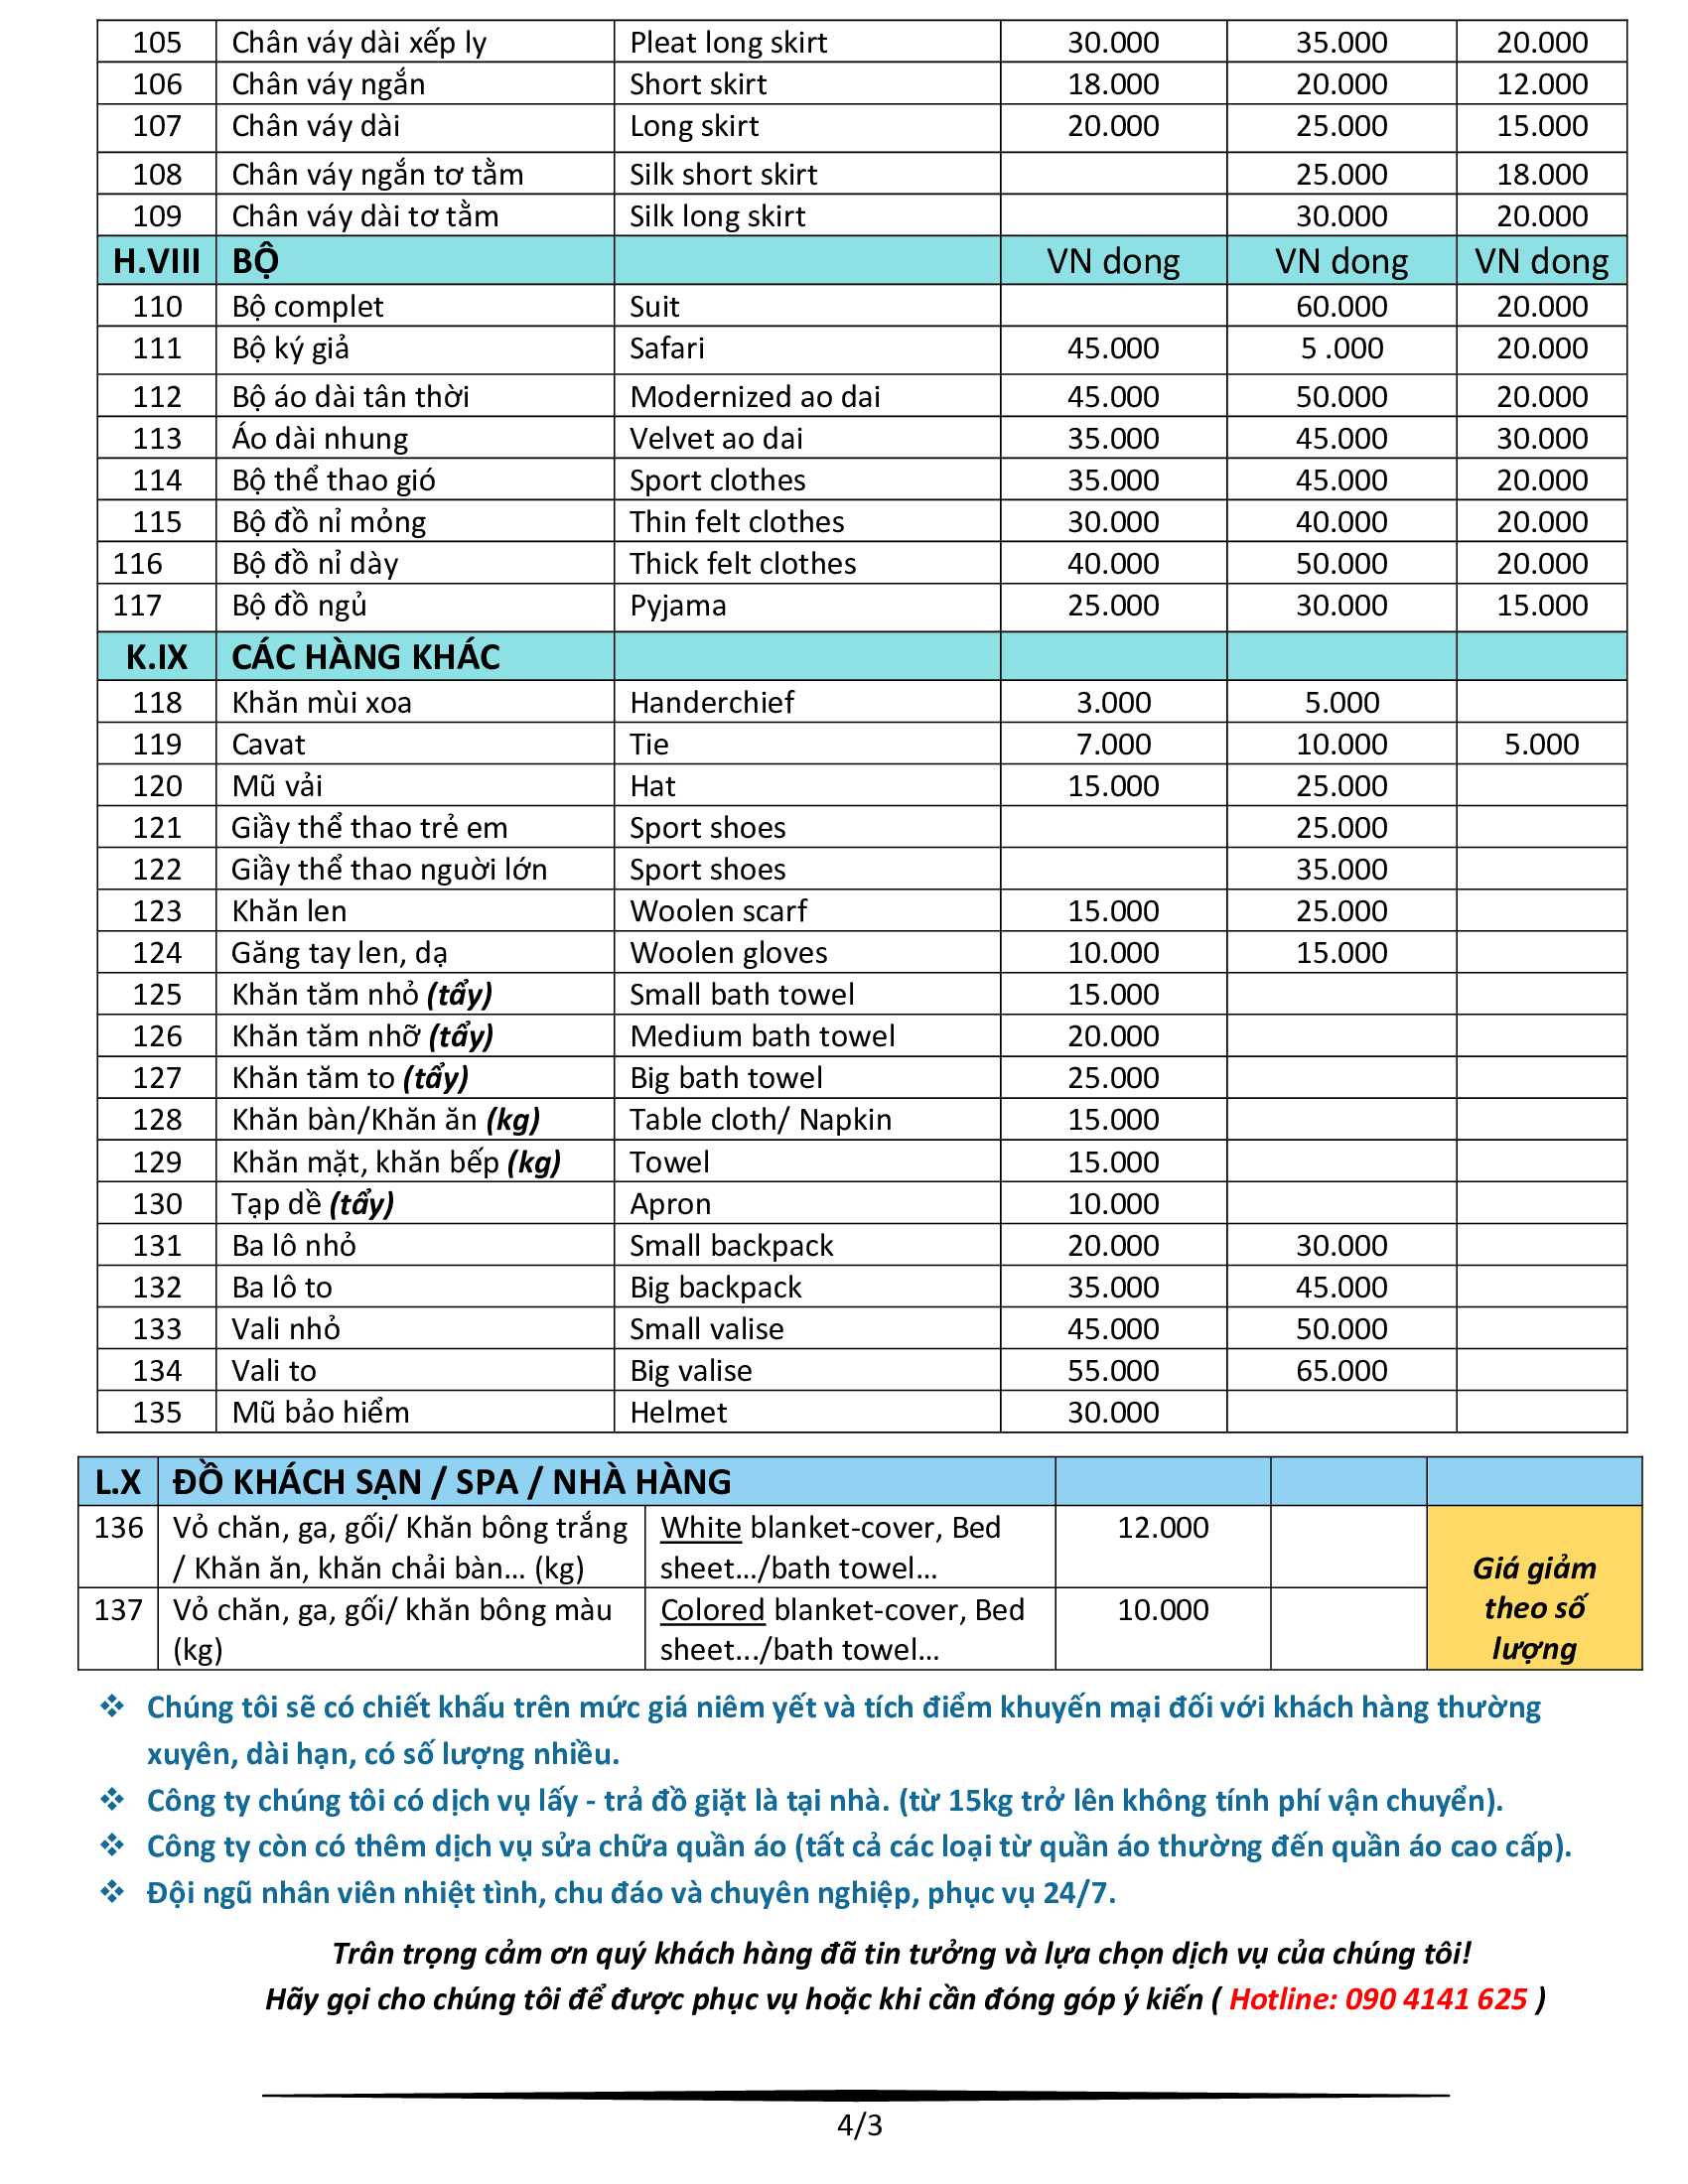 105 Chân váy dài xếp ly Pleat long skirt 30.000 35.000 20.000
106 Chân váy ngắn Short skirt 18.000 20.000 12.000
107 Chân váy dài Long skirt 20.000 25.000 15.000
108 Chân váy ngắn tơ tằm Silk short skirt 25.000 18.000
109 Chân váy dài tơ tằm Silk long skirt 30.000 20.000
H.VIII BỘ VN dong VN dong VN dong
110 Bộ complet Suit 60.000 20.000
111 Bộ ký giả Safari 45.000 5 .000 20.000
112 Bộ áo dài tân thời Modernized ao dai 45.000 50.000 20.000
113 Áo dài nhung Velvet ao dai 35.000 45.000 30.000
114 Bộ thể thao gió Sport clothes 35.000 45.000 20.000
115 Bộ đồ nỉ mỏng Thin felt clothes 30.000 40.000 20.000
116 Bộ đồ nỉ dày Thick felt clothes 40.000 50.000 20.000
117 Bộ đồ ngủ Pyjama 25.000 30.000 15.000
K.IX CÁC HÀNG KHÁC
118 Khăn mùi xoa Handerchief 3.000 5.000
119 Cavat Tie 7.000 10.000 5.000
120 Mũ vải Hat 15.000 25.000
121 Giầy thể thao trẻ em Sport shoes 25.000
122 Giầy thể thao nguời lớn Sport shoes 35.000
123 Khăn len Woolen scarf 15.000 25.000
124 Găng tay len, dạ Woolen gloves 10.000 15.000
125 Khăn tăm nhỏ (tẩy) Small bath towel 15.000
126 Khăn tăm nhỡ (tẩy) Medium bath towel 20.000
127 Khăn tăm to (tẩy) Big bath towel 25.000
128 Khăn bàn/Khăn ăn (kg) Table cloth/ Napkin 15.000
129 Khăn mặt, khăn bếp (kg) Towel 15.000
130 Tạp dề (tẩy) Apron 10.000
131 Ba lô nhỏ Small backpack 20.000 30.000
132 Ba lô to Big backpack 35.000 45.000
133 Vali nhỏ Small valise 45.000 50.000
134 Vali to Big valise 55.000 65.000
135 Mũ bảo hiểm Helmet 30.000
L.X ĐỒ KHÁCH SẠN / SPA / NHÀ HÀNG
136 Vỏ chăn, ga, gối/ Khăn bông trắng White blanket-cover, Bed 12.000
/ Khăn ăn, khăn chải bàn... (kg) sheet.../bath towel... Giá giảm
137 Vỏ chăn, ga, gối/ khăn bông màu Colored blanket-cover, Bed 10.000 theo số
(kg) sheet.../bath towel... lượng
❖ Chúng tôi sẽ có chiết khấu trên mức giá niêm yết và tích điểm khuyến mại đối với khách hàng thường
xuyên, dài hạn, có số lượng nhiều.
❖ Công ty chúng tôi có dịch vụ lấy - trả đồ giặt là tại nhà. (từ 15kg trở lên không tính phí vận chuyển).
❖ Công ty còn có thêm dịch vụ sửa chữa quần áo (tất cả các loại từ quần áo thường đến quần áo cao cấp).
❖ Đội ngũ nhân viên nhiệt tình, chu đáo và chuyên nghiệp, phục vụ 24/7.
Trân trọng cảm ơn quý khách hàng đã tin tưởng và lựa chọn dịch vụ của chúng tôi!
Hãy gọi cho chúng tôi để được phục vụ hoặc khi cần đóng góp ý kiến ( Hotline: 090 4141 625 )
4/3